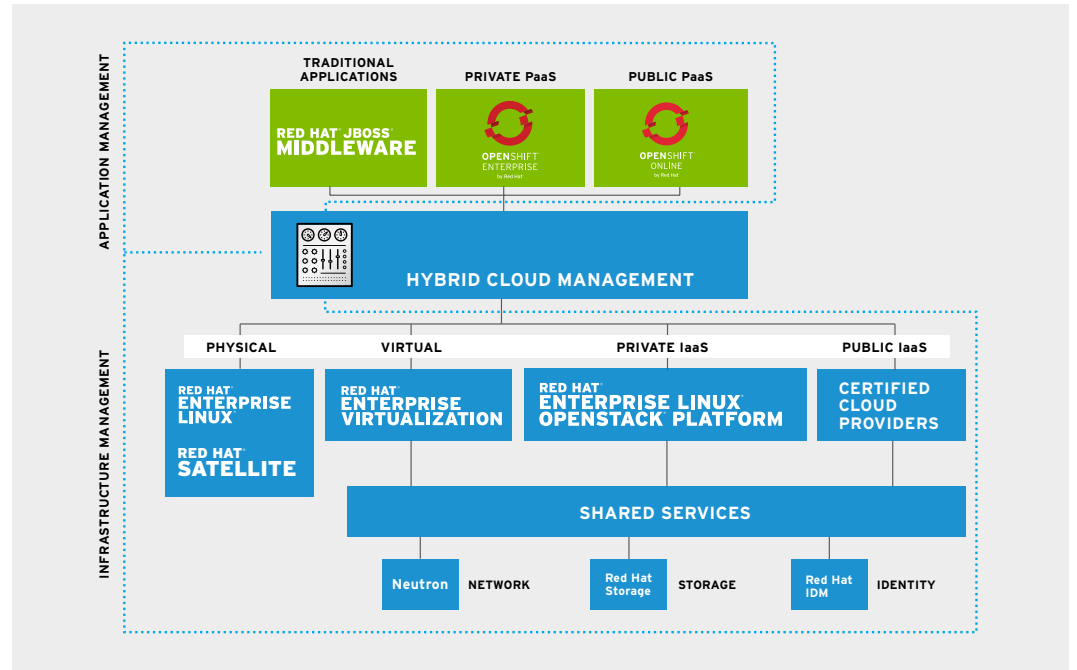 APPLICATION MANAGEMENT
TRADITIONAL
APPLICATIONS
PRIVATE PaaS
PUBLIC PaaS
RED HAT® JBOSS®
MIDDLEWARE
OPENSHIFT
ENTERPRISE
by Red Hat®
OPENSHIFT
ONLINE
by Red Hat®
HYBRID CLOUD MANAGEMENT
INFRASTRUCTURE MANAGEMENT
PHYSICAL
VIRTUAL
PRIVATE IaaS
PUBLIC IaaS
RED HAT®
ENTERPRISE
LINUX®
RED HAT®
SATELLITE
RED HAT®
ENTERPRISE
VIRTUALIZATION
RED HAT®
ENTERPRISE LINUX®
OPENSTACK® PLATFORM
CERTIFIED
CLOUD
PROVIDERS
SHARED SERVICES
Neutron
NETWORK
Red Hat
Storage
STORAGE
Red Hat
IDM
IDENTITY